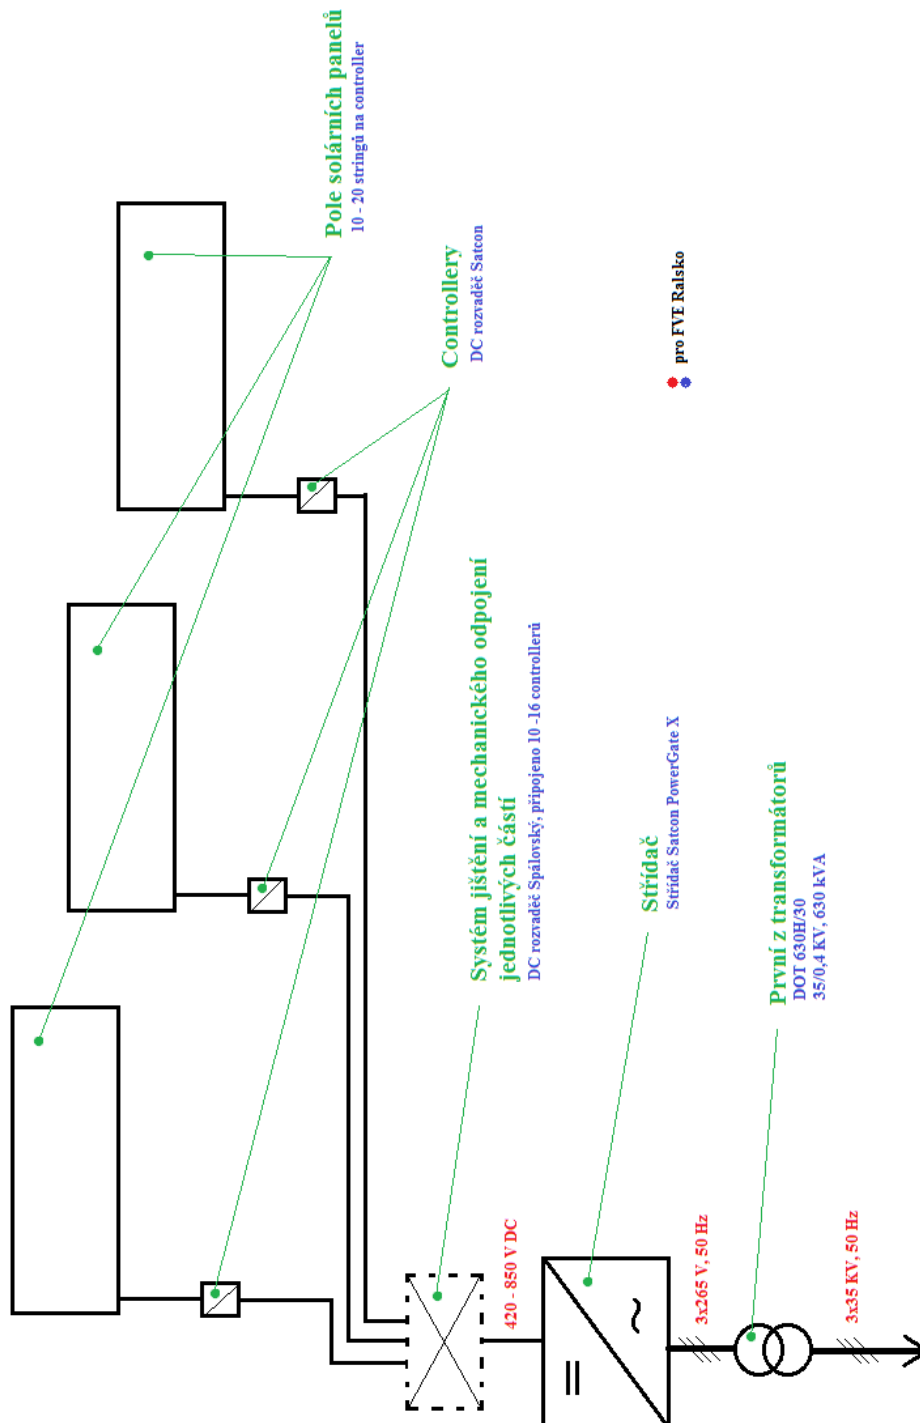 Pole solárních panelů
10 - 20 stringů na controller
Controllery
DC rozvaděč Satcon
pro FVE Ralsko
Systém jištění a mechanického odpojení
jednotlivých částí
DC rozvaděč Spálovský, připojeno 10 -16 controllerů
Střídač
Střídač Satcon PowerGate X
První z transformátorů
DOT 630H/30
35/0,4 KV, 630 kVA
420 - 850 V DC
3x265 V, 50 Hz
3x35 KV, 50 Hz